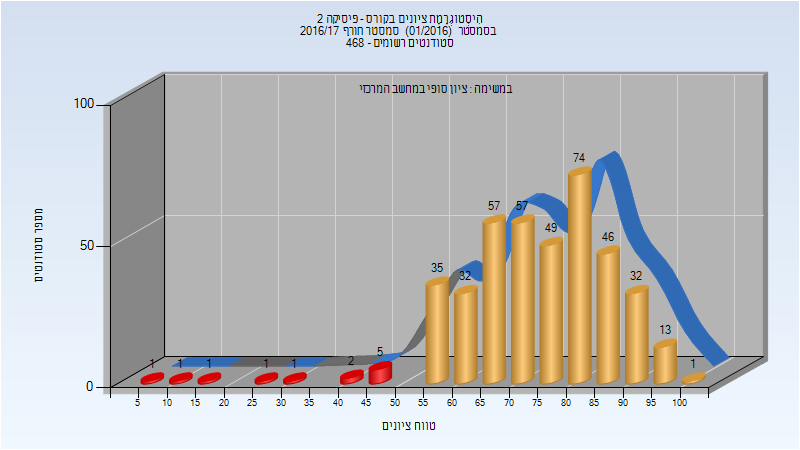 היסטוגרמת ציונים בקורס - פיסיקה 2
בסמסטר (01/2016) סמסטר חורף 2016/17
סטודנטים רשומים - 468
במשימה : ציון סופי במחשב המרכזי
מספר סטודנטים
100
50
0
1 1 1 1 1 2 5 35 32 57 57 49 74 46 32 13 1
5 10 15 20 25 30 35 40 45 50 55 60 65 70 75 80 85 90 95 100
טווח ציונים